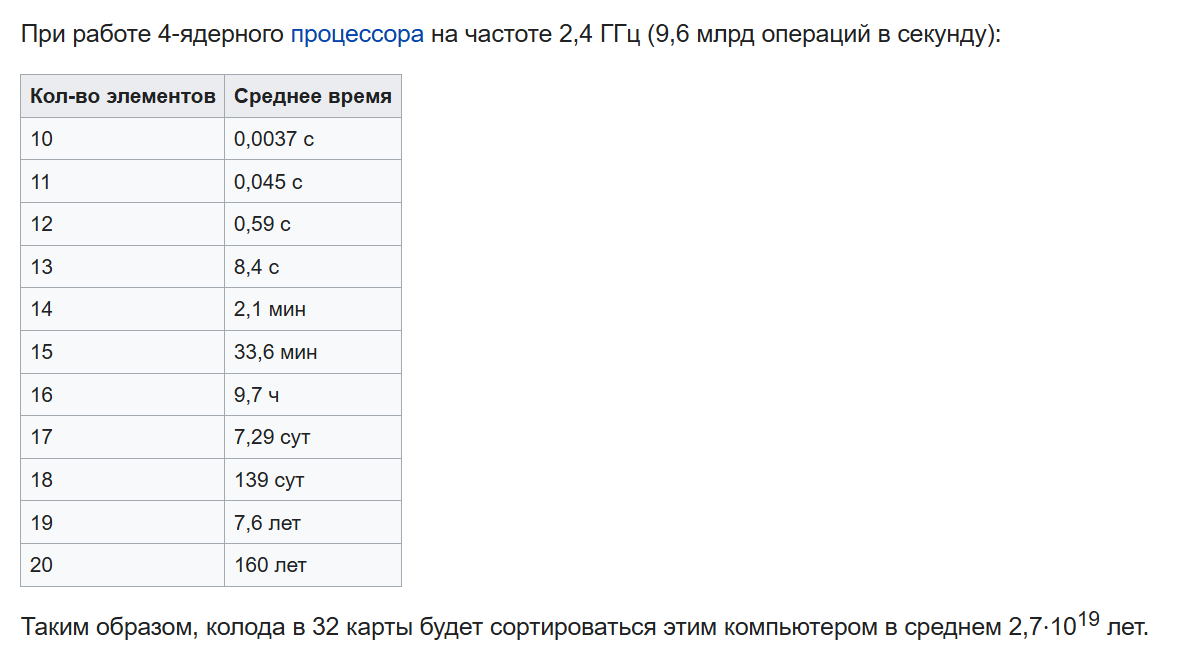 При работе 4-ядерного процессора на частоте 2,4 ГГц (9,6 млрд операций в секунду):
Кол-во элементов Среднее время
10 0,0037 с
11 0,045 с
12 0,59 с
13 8,4 с
14 2,1 мин
15 33,6 мин
16 9,7 ч
17 7,29 сут
18 139 сут
19 7,6 лет
20 160 лет
Таким образом, колода в 32 карты будет сортироваться этим компьютером в среднем 2,7·10¹⁹ лет.